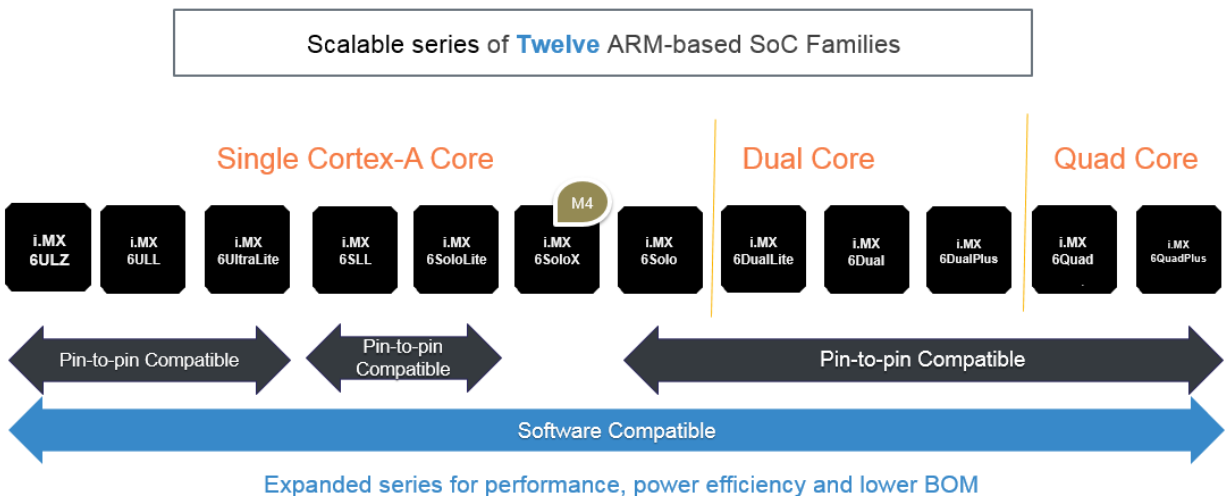 Scalable series of Twelve ARM-based SoC Families
Single Cortex-A Core
Dual Core
Quad Core
M4
i.MX
6ULZ
i.MX
6ULL
i.MX
6UltraLite
i.MX
6SLL
i.MX
6SoloLite
i.MX
6SoloX
i.MX
6Solo
i.MX
6DualLite
i.MX
6Dual
i.MX
6DualPlus
i.MX
6Quad
i.MX
6QuadPlus
Pin-to-pin Compatible
Pin-to-pin
Compatible
Pin-to-pin Compatible
Software Compatible
Expanded series for performance, power efficiency and lower BOM